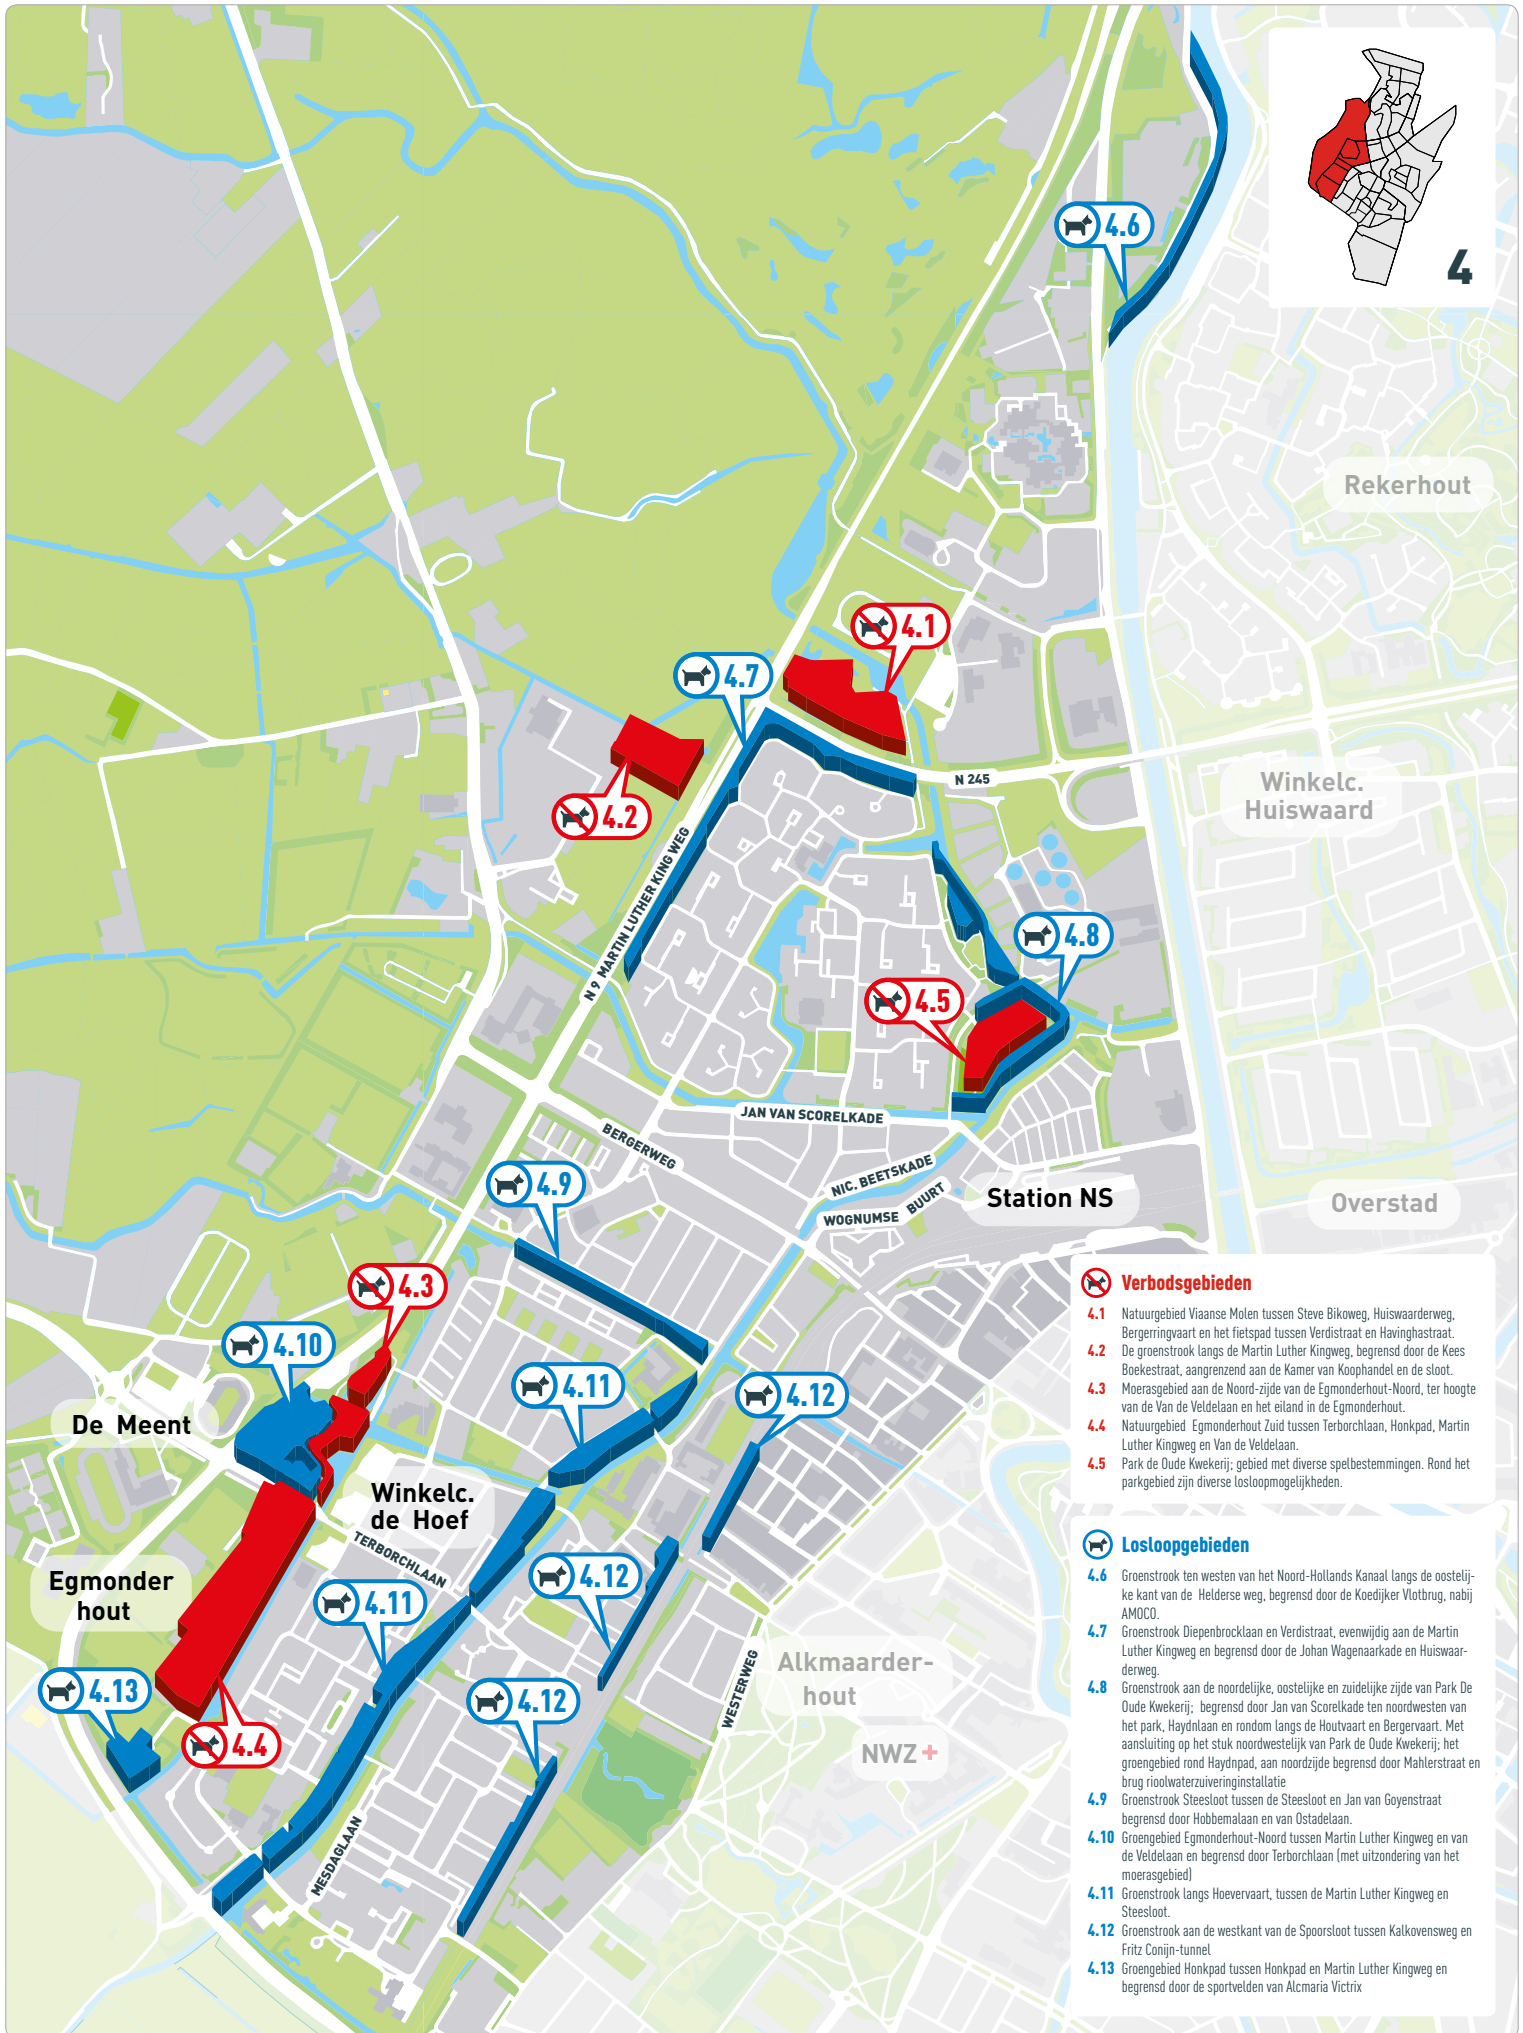 4
4.6
Rekerhout
4.1
4.7
4.2
N 245
Winkelc.
Huiswaard
N 9 MARTIN LUTHER KING WEG
4.8
4.5
JAN VAN SCORELKADE
BERGERWEG
NIC. BEETSKADE
WOGNUMSE BUURT
Station NS
Overstad
4.9
4.3
4.10
4.11
4.12
De Meent
Winkelc.
de Hoef
TERBORCHLAAN
Egmonder
hout
4.11
4.12
4.13
4.4
4.12
WESTERWEG
Alkmaarder-
hout
NWZ+
MESDAGLAAN
Verbodsgebieden
4.1 Natuurgebied Viaanse Molen tussen Steve Bikoweg, Huiswaarderweg,
Bergerringvaart en het fietspad tussen Verdistraat en Havinghastraat.
4.2 De groenstrook langs de Martin Luther Kingweg, begrensd door de Kees
Boekestraat, aangrenzend aan de Kamer van Koophandel en de sloot.
4.3 Moerasgebied aan de Noord-zijde van de Egmonderhout-Noord, ter hoogte
van de Van de Veldelaan en het eiland in de Egmonderhout.
4.4 Natuurgebied Egmonderhout Zuid tussen Terborchlaan, Honkpad, Martin
Luther Kingweg en Van de Veldelaan.
4.5 Park de Oude Kwekerij; gebied met diverse spelbestemmingen. Rond het
parkgebied zijn diverse losloopmogelijkheden.
Losloopgebieden
4.6 Groenstrook ten westen van het Noord-Hollands Kanaal langs de oostelij-
ke kant van de Helderse weg, begrensd door de Koedijker Vlotbrug, nabij
AMOCO.
4.7 Groenstrook Diepenbrocklaan en Verdistraat, evenwijdig aan de Martin
Luther Kingweg en begrensd door de Johan Wagenaarkade en Huiswaar-
derweg.
4.8 Groenstrook aan de noordelijke, oostelijke en zuidelijke zijde van Park De
Oude Kwekerij; begrensd door Jan van Scorelkade ten noordwesten van
het park, Haydnlaan en rondom langs de Houtvaart en Bergervaart. Met
aansluiting op het stuk noordwestelijk van Park de Oude Kwekerij; het
groengebied rond Haydnpad, aan noordzijde begrensd door Mahlerstraat en
brug rioolwaterzuiveringinstallatie
4.9 Groenstrook Steesloot tussen de Steesloot en Jan van Goyenstraat
begrensd door Hobbemalaan en van Ostadelaan.
4.10 Groengebied Egmonderhout-Noord tussen Martin Luther Kingweg en van
de Veldelaan en begrensd door Terborchlaan (met uitzondering van het
moerasgebied)
4.11 Groenstrook langs Hoevervaart, tussen de Martin Luther Kingweg en
Steesloot.
4.12 Groenstrook aan de westkant van de Spoorsloot tussen Kalkovensweg en
Fritz Conijn-tunnel
4.13 Groengebied Honkpad tussen Honkpad en Martin Luther Kingweg en
begrensd door de sportvelden van Alcmaria Victrix